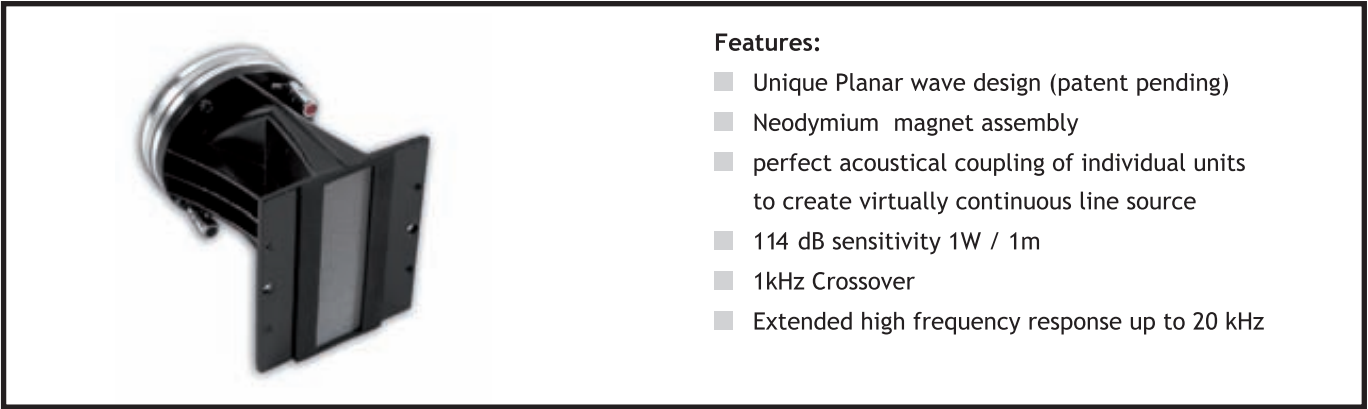 Features:
Unique Planar wave design (patent pending)
Neodymium  magnet assembly
perfect acoustical coupling of individual units
to create virtually continuous line source
114 dB sensitivity 1W / 1m
1kHz Crossover
Extended high frequency response up to 20 kHz